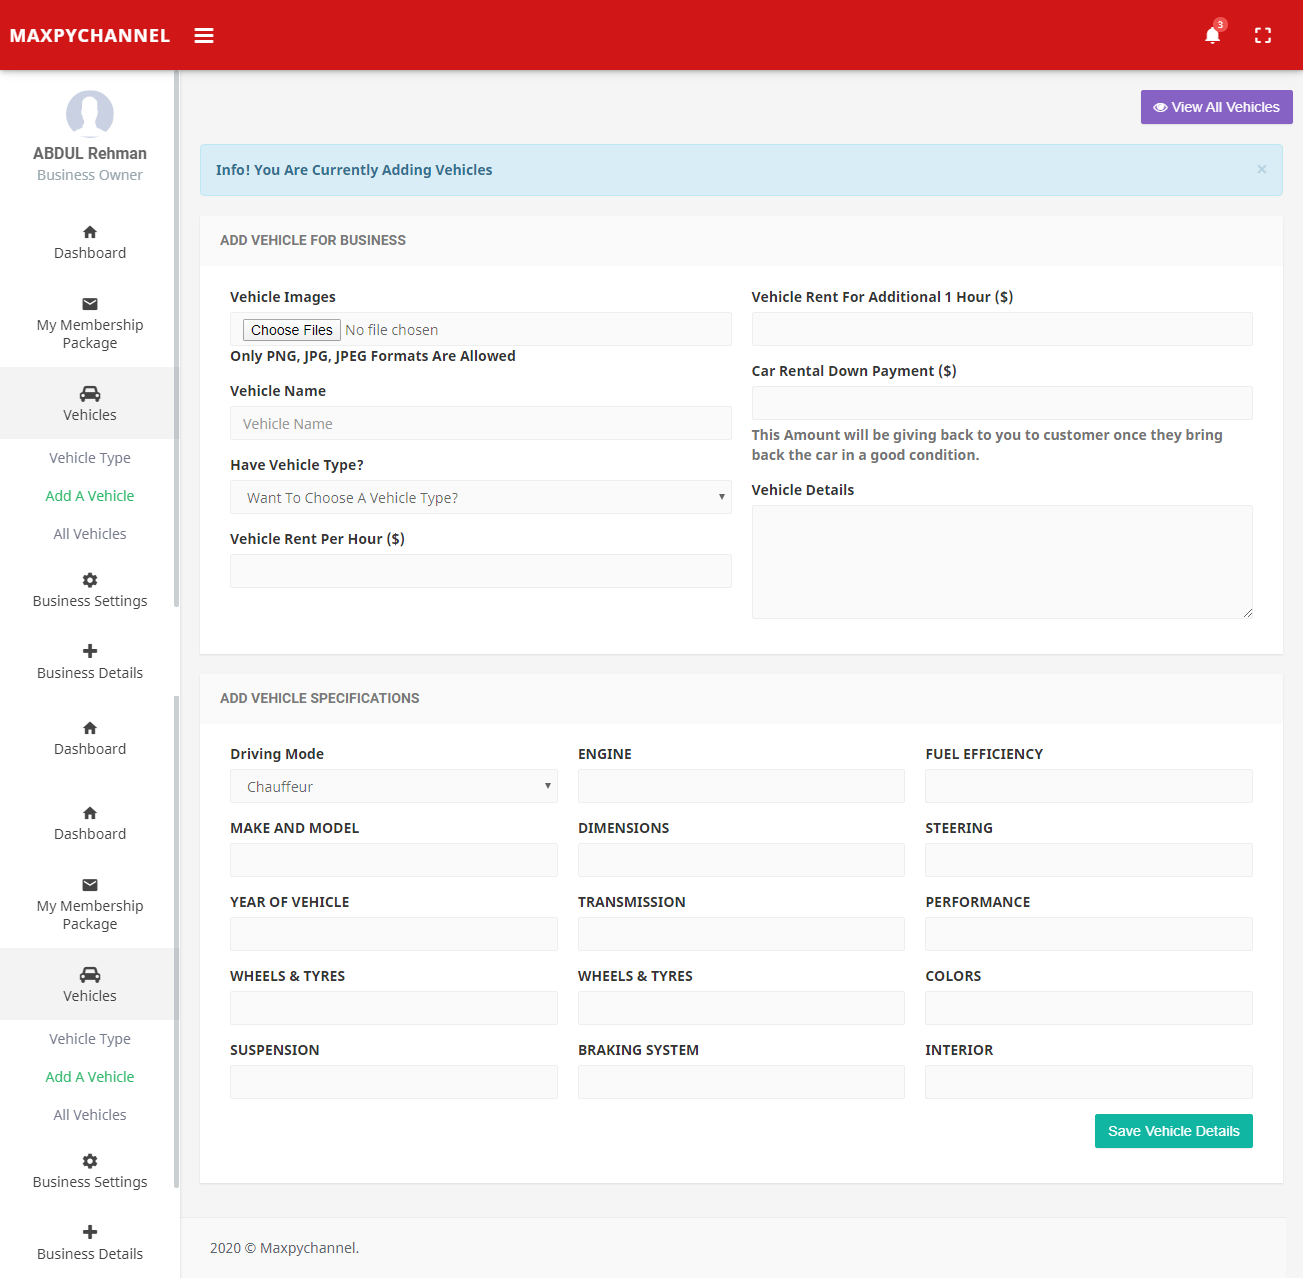 MAXPYCHANNEL
3
View All Vehicles
ABDUL Rehman
Business Owner
Dashboard
My Membership
Package
Vehicles
Vehicle Type
Add A Vehicle
All Vehicles
Business Settings
Business Details
Dashboard
Dashboard
My Membership
Package
Vehicles
Vehicle Type
Add A Vehicle
All Vehicles
Business Settings
Business Details
Info! You Are Currently Adding Vehicles ×
ADD VEHICLE FOR BUSINESS
Vehicle Images
Choose Files No file chosen
Only PNG, JPG, JPEG Formats Are Allowed
Vehicle Name
Vehicle Name
Have Vehicle Type?
Want To Choose A Vehicle Type?
Vehicle Rent Per Hour ($)
Vehicle Rent For Additional 1 Hour ($)
Car Rental Down Payment ($)
This Amount will be giving back to you to customer once they bring
back the car in a good condition.
Vehicle Details
ADD VEHICLE SPECIFICATIONS
Driving Mode
Chauffeur
ENGINE
FUEL EFFICIENCY
MAKE AND MODEL
DIMENSIONS
STEERING
YEAR OF VEHICLE
TRANSMISSION
PERFORMANCE
WHEELS & TYRES
WHEELS & TYRES
COLORS
SUSPENSION
BRAKING SYSTEM
INTERIOR
Save Vehicle Details
2020 © Maxpychannel.